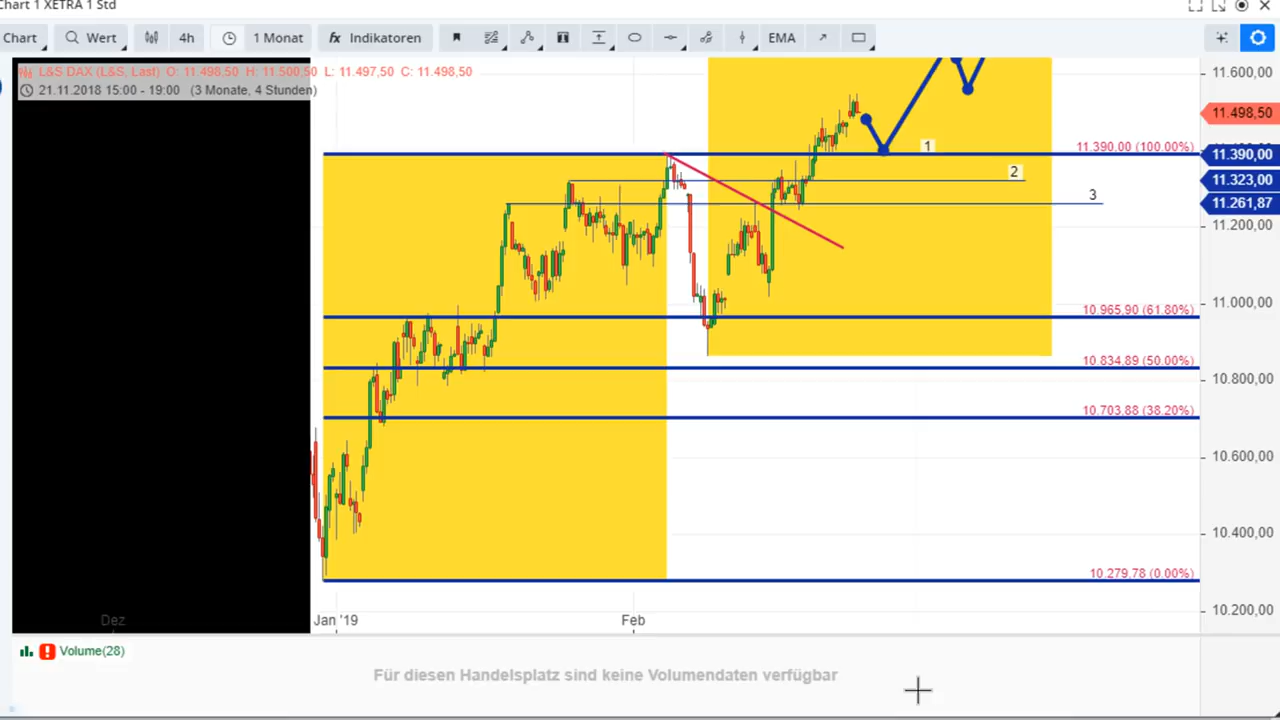 Chart 1 XETRA 1 Std
Chart Wert 4h 1 Monat fx Indikatoren EMA
L&S DAX (L&S, Last) O: 11.498,50 H: 11.500,50 L: 11.497,50 C: 11.498,50
21.11.2018 15:00 - 19:00 (3 Monate, 4 Stunden)
11.600,00
11.498,50
1
11.390,00 (100.00%)
11.390,00
2
11.323,00
3
11.261,87
11.200,00
11.000,00
10.965,90 (61.80%)
10.834,89 (50.00%)
10.800,00
10.703,88 (38.20%)
10.600,00
10.400,00
10.279,78 (0.00%)
10.200,00
Dez Jan '19 Feb
Volume(28)
Für diesen Handelsplatz sind keine Volumendaten verfügbar